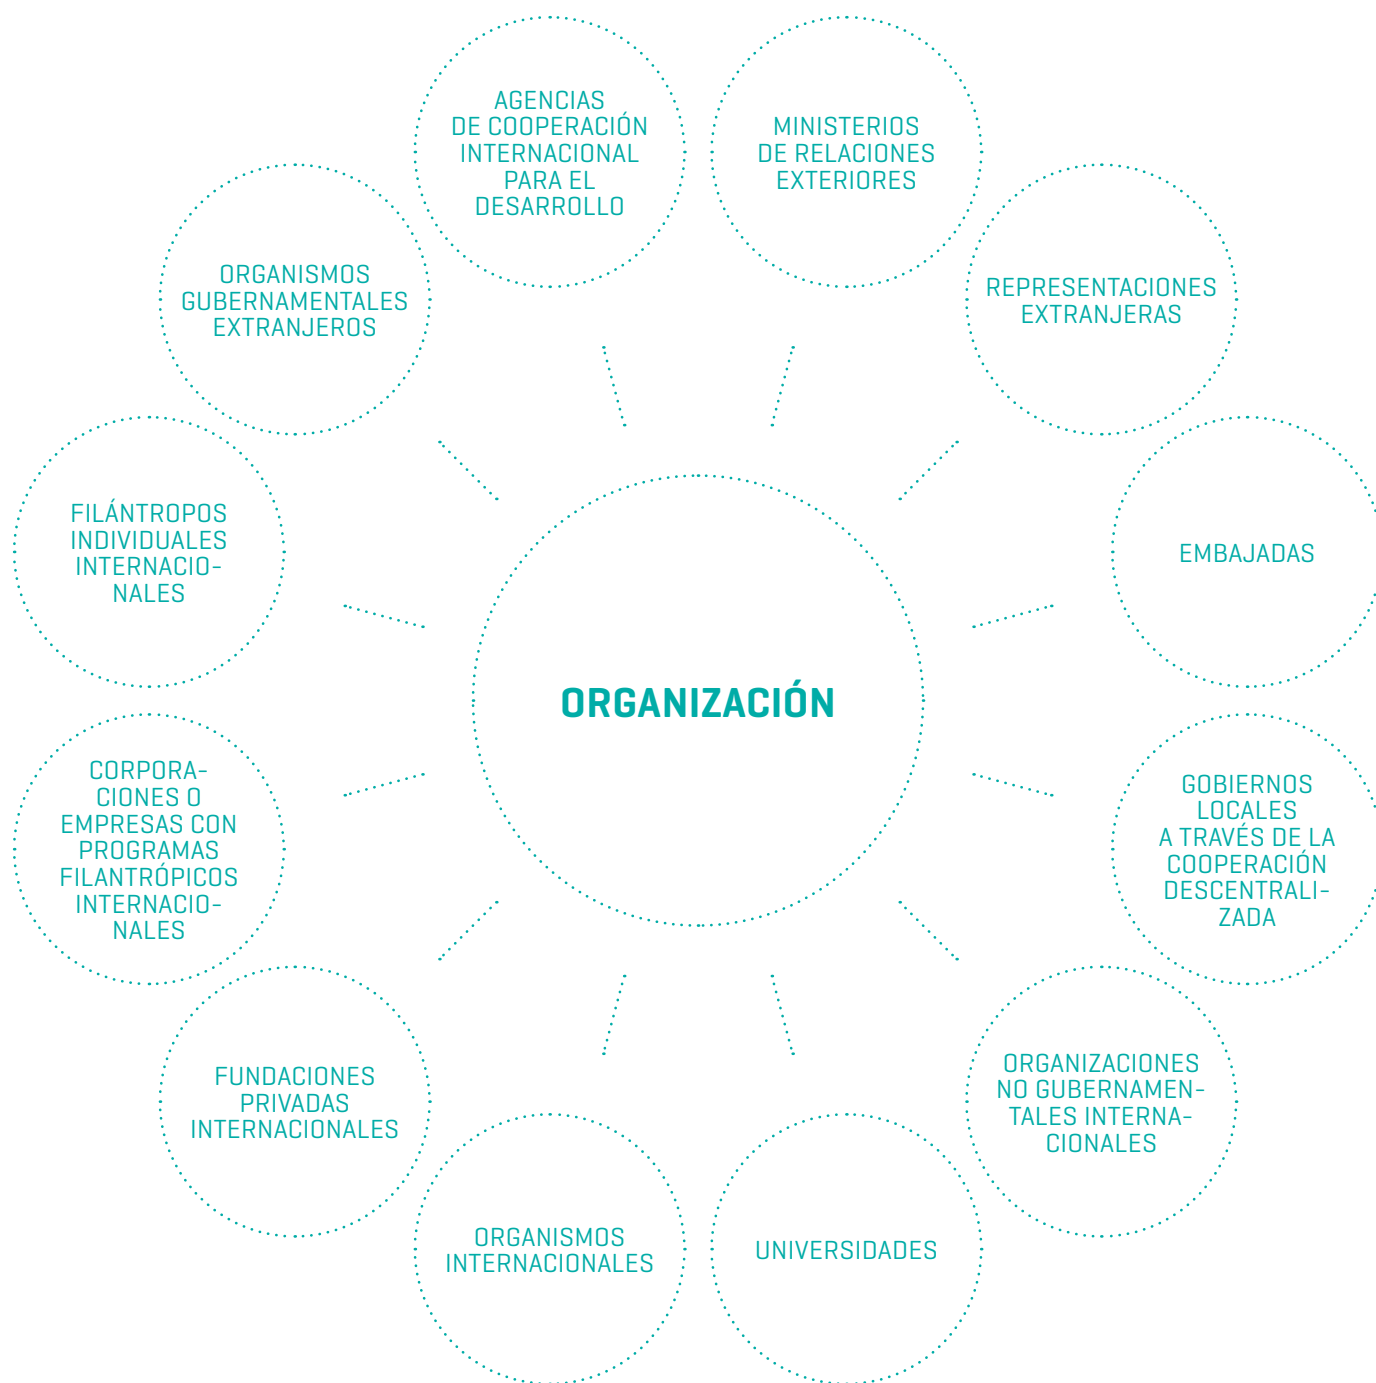 AGENCIAS
DE COOPERACIÓN
INTERNACIONAL
PARA EL
DESARROLLO
MINISTERIOS
DE RELACIONES
EXTERIORES
ORGANISMOS
GUBERNAMENTALES
EXTRANJEROS
REPRESENTACIONES
EXTRANJERAS
FILÁNTROPOS
INDIVIDUALES
INTERNACIO-
NALES
EMBAJADAS
ORGANIZACIÓN
CORPORA-
CIONES O
EMPRESAS CON
PROGRAMAS
FILANTRÓPICOS
INTERNACIO-
NALES
GOBIERNOS
LOCALES
A TRAVÉS DE LA
COOPERACIÓN
DESCENTRALI-
ZADA
FUNDACIONES
PRIVADAS
INTERNACIONALES
ORGANIZACIONES
NO GUBERNAMEN-
TALES INTERNA-
CIONALES
ORGANISMOS
INTERNACIONALES
UNIVERSIDADES